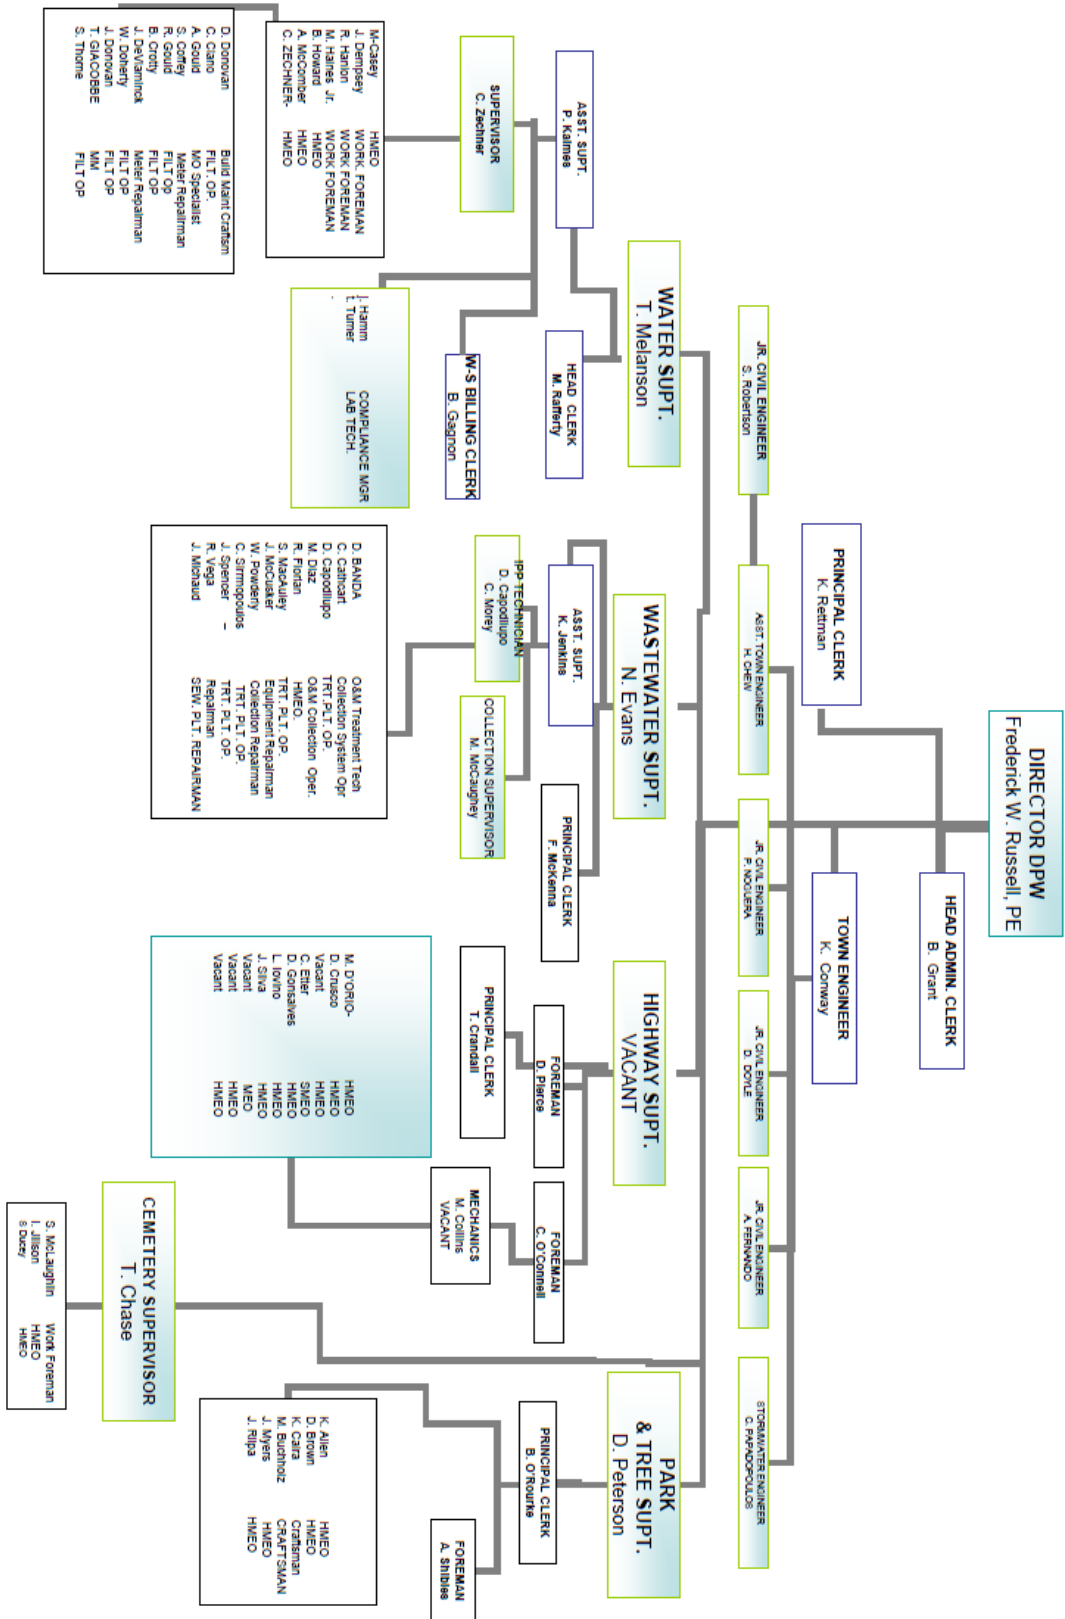 DIRECTOR DPW
Frederick W. Russell, PE
HEAD ADMIN. CLERK
B. Grant
PRINCIPAL CLERK
K. Rettman
TOWN ENGINEER
K. Conway
JR. CIVIL ENGINEER
S. Robertson
ASST. TOWN ENGINEER
H. CHEW
JR. CIVIL ENGINEER
P. NOGUERA
JR. CIVIL ENGINEER
D. DOYLE
JR. CIVIL ENGINEER
A. FERNANDO
STORMWATER ENGINEER
C. PAPADOPOULOS
WATER SUPT.
T. Melanson
WASTEWATER SUPT.
N. Evans
HIGHWAY SUPT.
VACANT
PARK
& TREE SUPT.
D. Peterson
ASST. SUPT.
P. Kalmes
HEAD CLERK
M. Rafferty
SUPERVISOR
C. Zechner
W-S BILLING CLERK
B. Gagnon
M-Casey HMEO
J. Dempsey WORK. FOREMAN
R. Hanlon WORK FOREMAN
M. Haines Jr. WORK FOREMAN
B. Howard HMEO
A. McComber HMEO
C. ZECHNER- HMEO
J. Hamm COMPLIANCE MGR
t. Turner LAB TECH.
D. Donovan Build Maint Craftsm
C. Ciano FILT. OP.
A. Gould MO Specialist
S. Coffey Meter Repairman
R. Gould FILT Op
B. Crotty FILT OP
J. DeVlaminck Meter Repairman
W. Doherty FILT OP
J. Donovan FILT OP
T. GIACOBBE MM
S. Thorne FILT OP
ASST. SUPT.
K. Jenkins
PRINCIPAL CLERK
F. McKenna
IPP TECHNICIAN
D. Capodilupo
C. Morey
COLLECTION SUPERVISOR
M. McCaughey
D. BANDA O&M Treatment Tech
C. Cathcart Collection System Opr
D. Capodilupo TRT. PLT. OP.
M. Diaz O&M Collection Oper.
R. Florian HMEO.
S. MacAuley TRT. PLT. OP.
J. McCusker Equipment Repairman
W. Powderly Collection Repairman
C. Sirmopoulos TRT. PLT. OP.
J. Spencer – TRT. PLT. OP.
R. Vega Repairman
J. Michaud SEW. PLT. REPAIRMAN
FOREMAN
D. Pierce
FOREMAN
C. O'Connell
PRINCIPAL CLERK
T. Crandall
MECHANICS
M. Collins
VACANT
M. D'ORIO- HMEO
D. Crusco HMEO
Vacant HMEO
C. Etter SMEO
D. Gonsalves HMEO
L. Iovino HMEO
J. Silva HMEO
Vacant MEO
Vacant HMEO
Vacant HMEO
PRINCIPAL CLERK
B. O'Rourke
FOREMAN
A. Shibles
K. Allen HMEO
D. Brown HMEO
K. Caira Craftsman
M. Buchholz CRAFTSMAN
J. Myers HMEO
J. Rilpa HMEO
CEMETERY SUPERVISOR
T. Chase
S. McLaughlin Work Foreman
I. Jillson HMEO
S Ducey HMEO